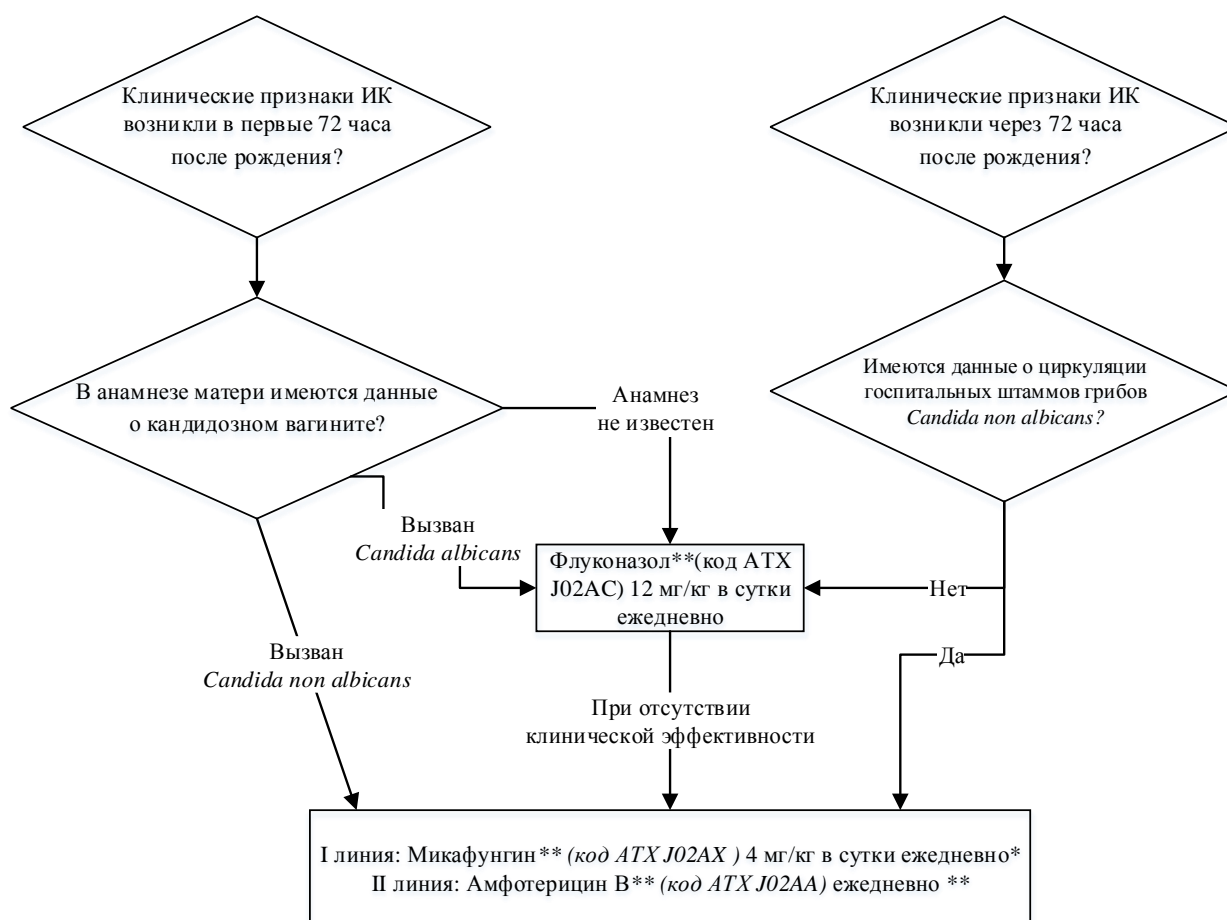 Клинические признаки ИК
возникли в первые 72 часа
после рождения?
Клинические признаки ИК
возникли через 72 часа
после рождения?
В анамнезе матери имеются данные
о кандидозном вагините?
Имеются данные о циркуляции
госпитальных штаммов грибов
Candida non albicans?
Анамнез
не известен
Вызван
Candida albicans
Флуконазол**(код АТХ
J02AC) 12 мг/кг в сутки
ежедневно
Нет
Вызван
Candida non albicans
Да
При отсутствии
клинической эффективности
I линия: Микафунгин** (код АТХ J02AX ) 4 мг/кг в сутки ежедневно*
II линия: Амфотерицин В** (код АТХ J02AA) ежедневно **